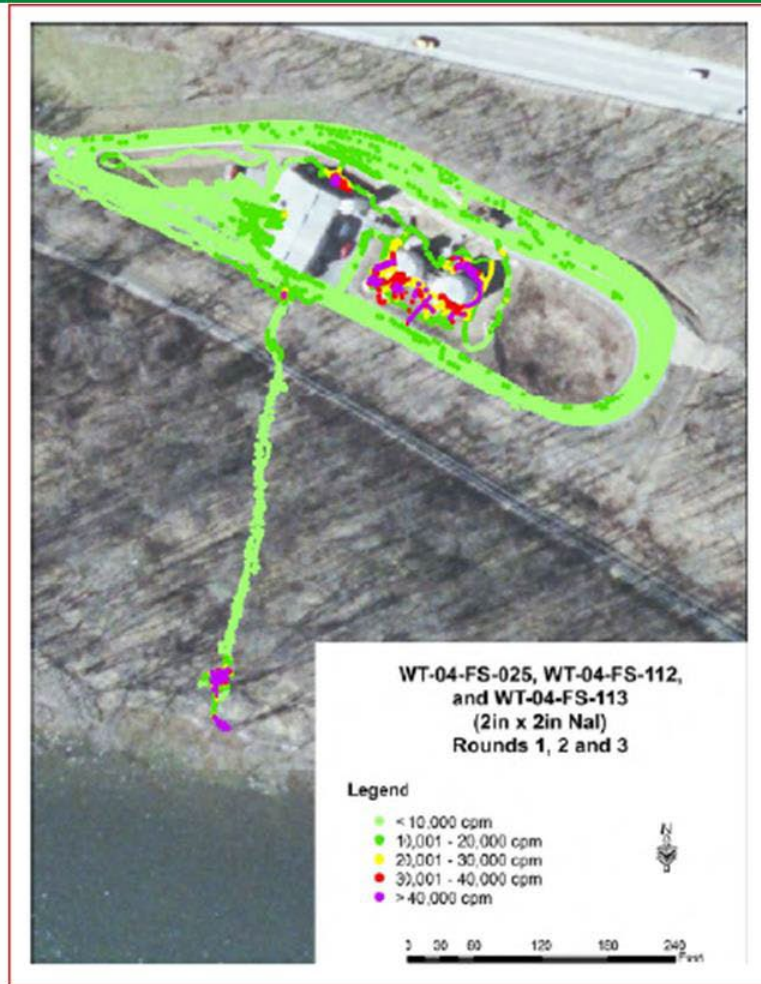 WT-04-FS-025, WT-04-FS-112,
and WT-04-FS-113
(2in x 2in NaI)
Rounds 1, 2 and 3
Legend
< 10,000 cpm
10,001 - 20,000 cpm
20,001 - 30,000 cpm
30,001 - 40,000 cpm
> 40,000 cpm
N
0 30 60 120 180 240
Feet